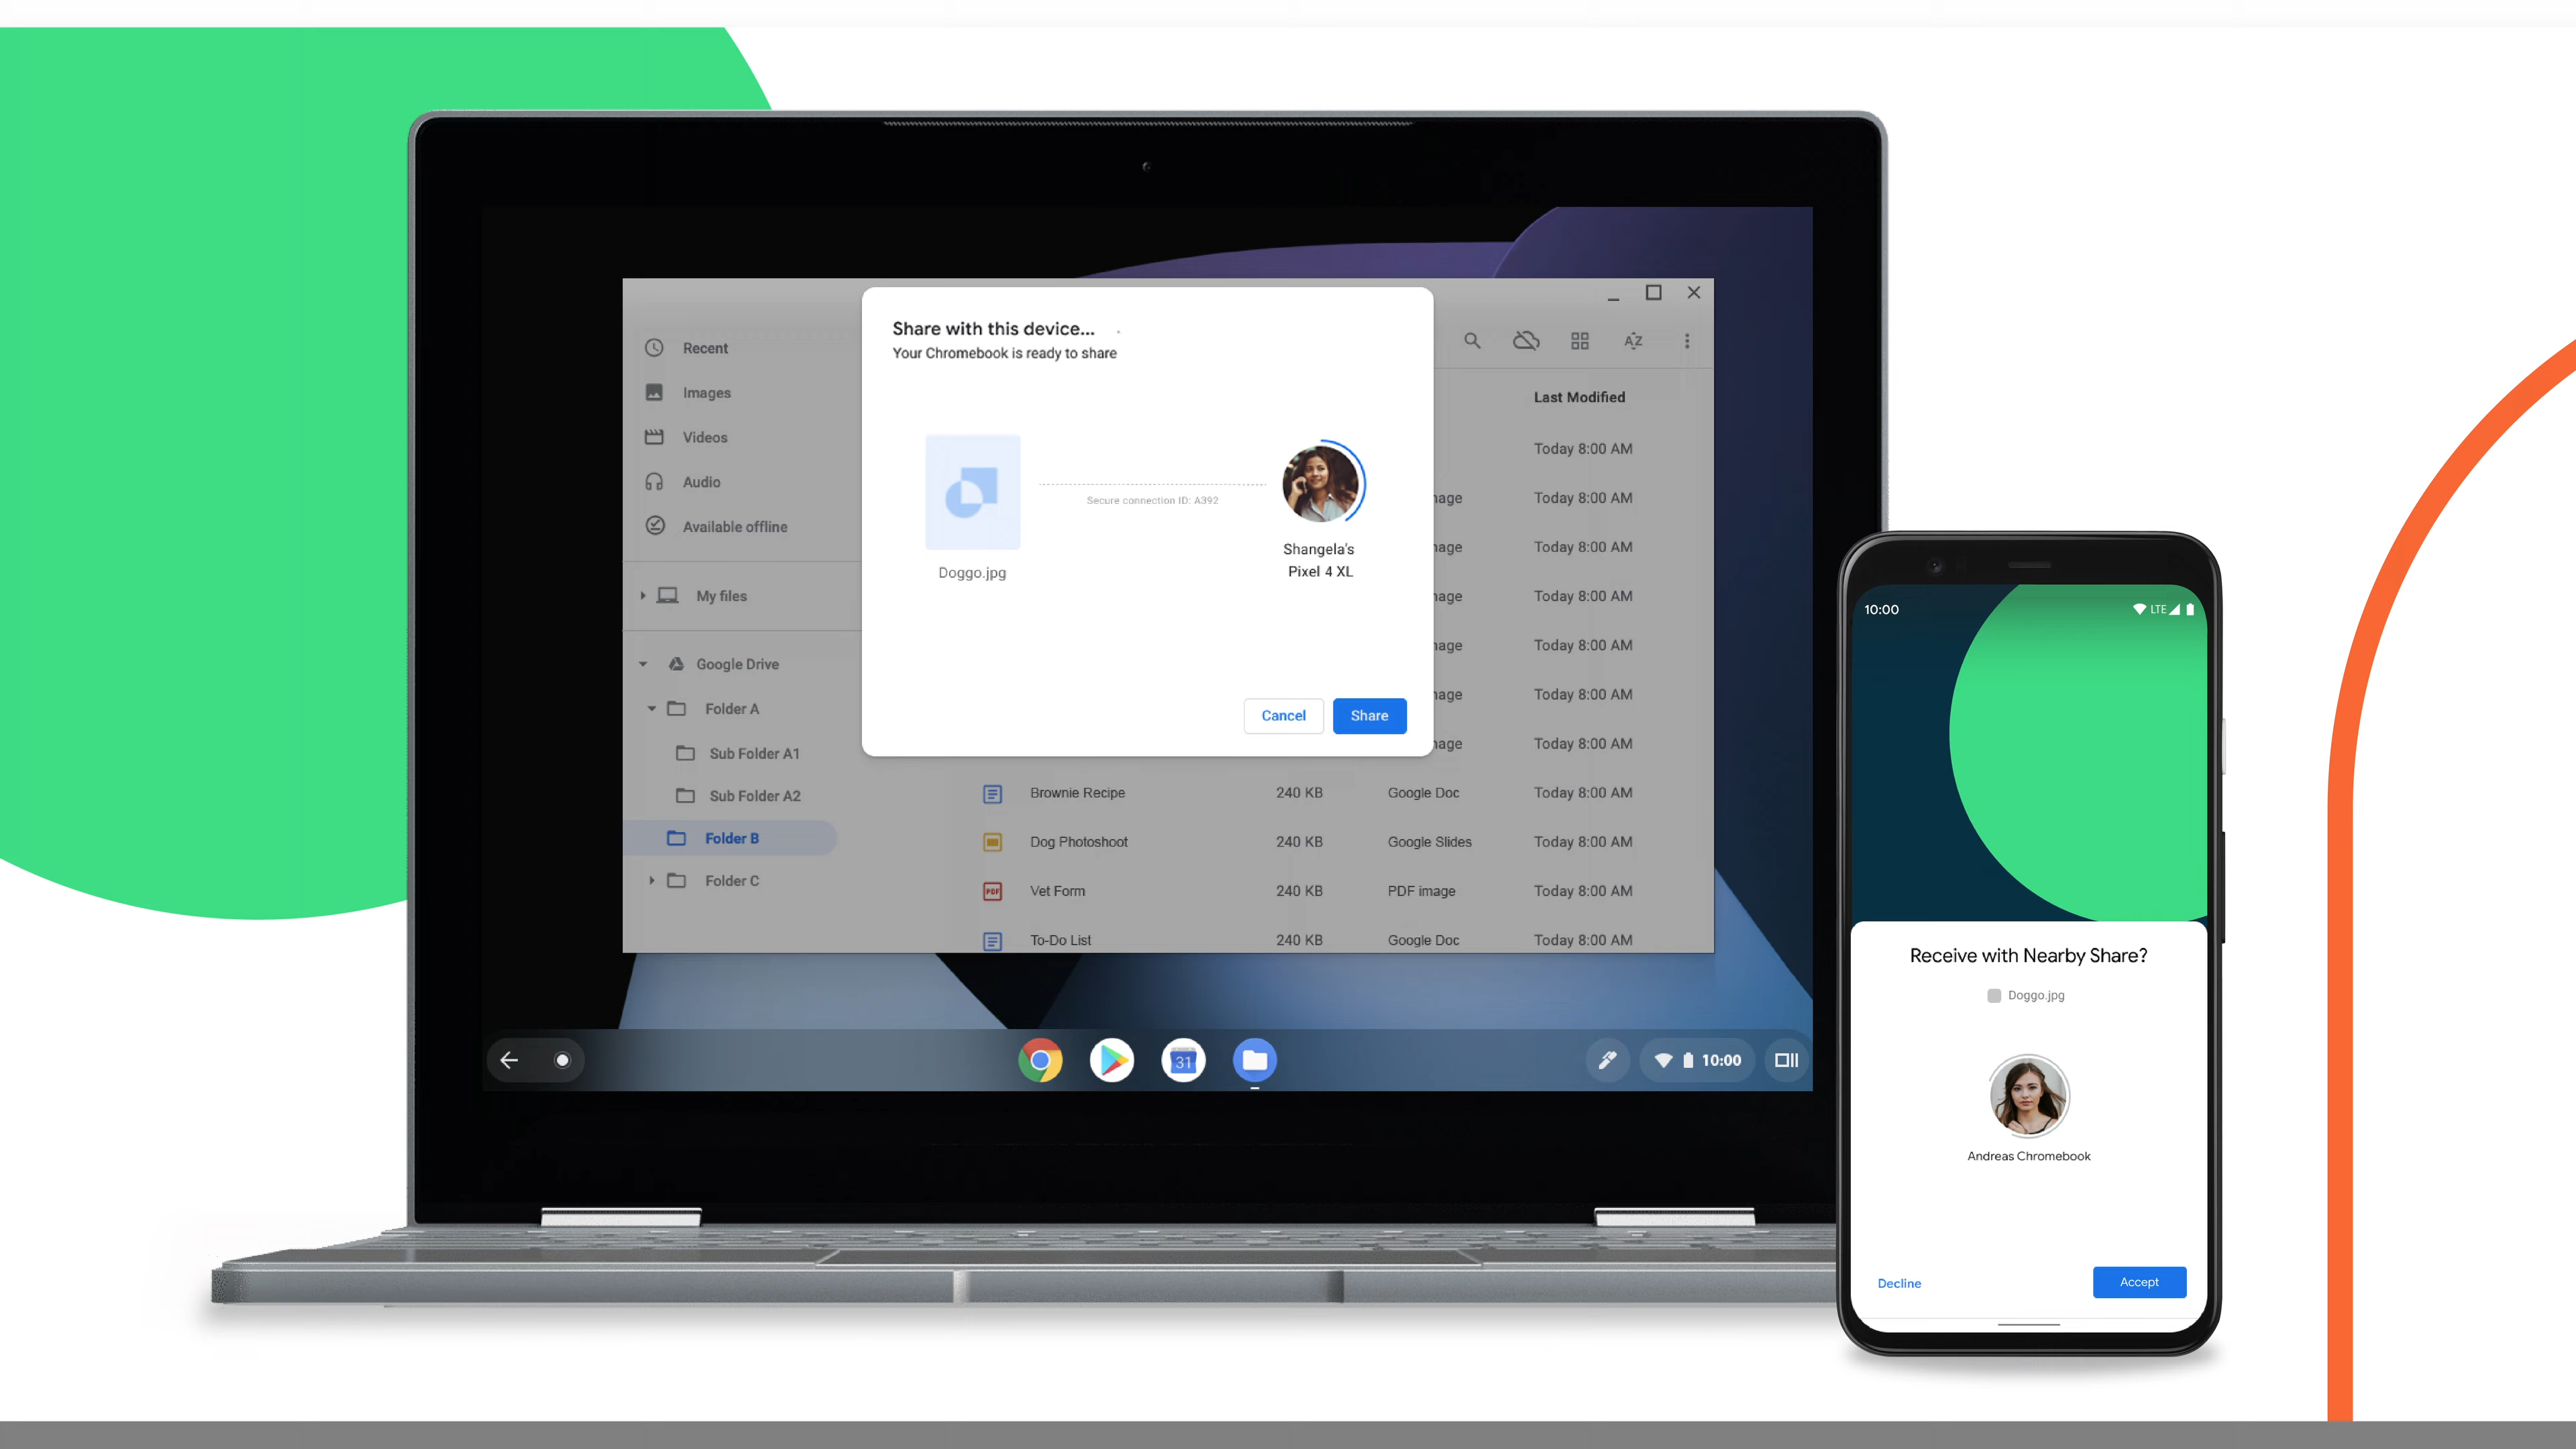 Share with this device...
Your Chromebook is ready to share
Doggo.jpg
Secure connection ID: A392
Shangela's
Pixel 4 XL
Cancel
Share
Recent
Images
Videos
Audio
Available offline
My files
Google Drive
Folder A
Sub Folder A1
Sub Folder A2
Folder B
Folder C
AZ
Last Modified
Today 8:00 AM
age Today 8:00 AM
age Today 8:00 AM
age Today 8:00 AM
age Today 8:00 AM
age Today 8:00 AM
age Today 8:00 AM
Brownie Recipe 240 KB Google Doc Today 8:00 AM
Dog Photoshoot 240 KB Google Slides Today 8:00 AM
PDF Vet Form 240 KB PDF image Today 8:00 AM
To-Do List 240 KB Google Doc Today 8:00 AM
31
10:00
10:00 LTE
Receive with Nearby Share?
Doggo.jpg
Andreas Chromebook
Decline
Accept